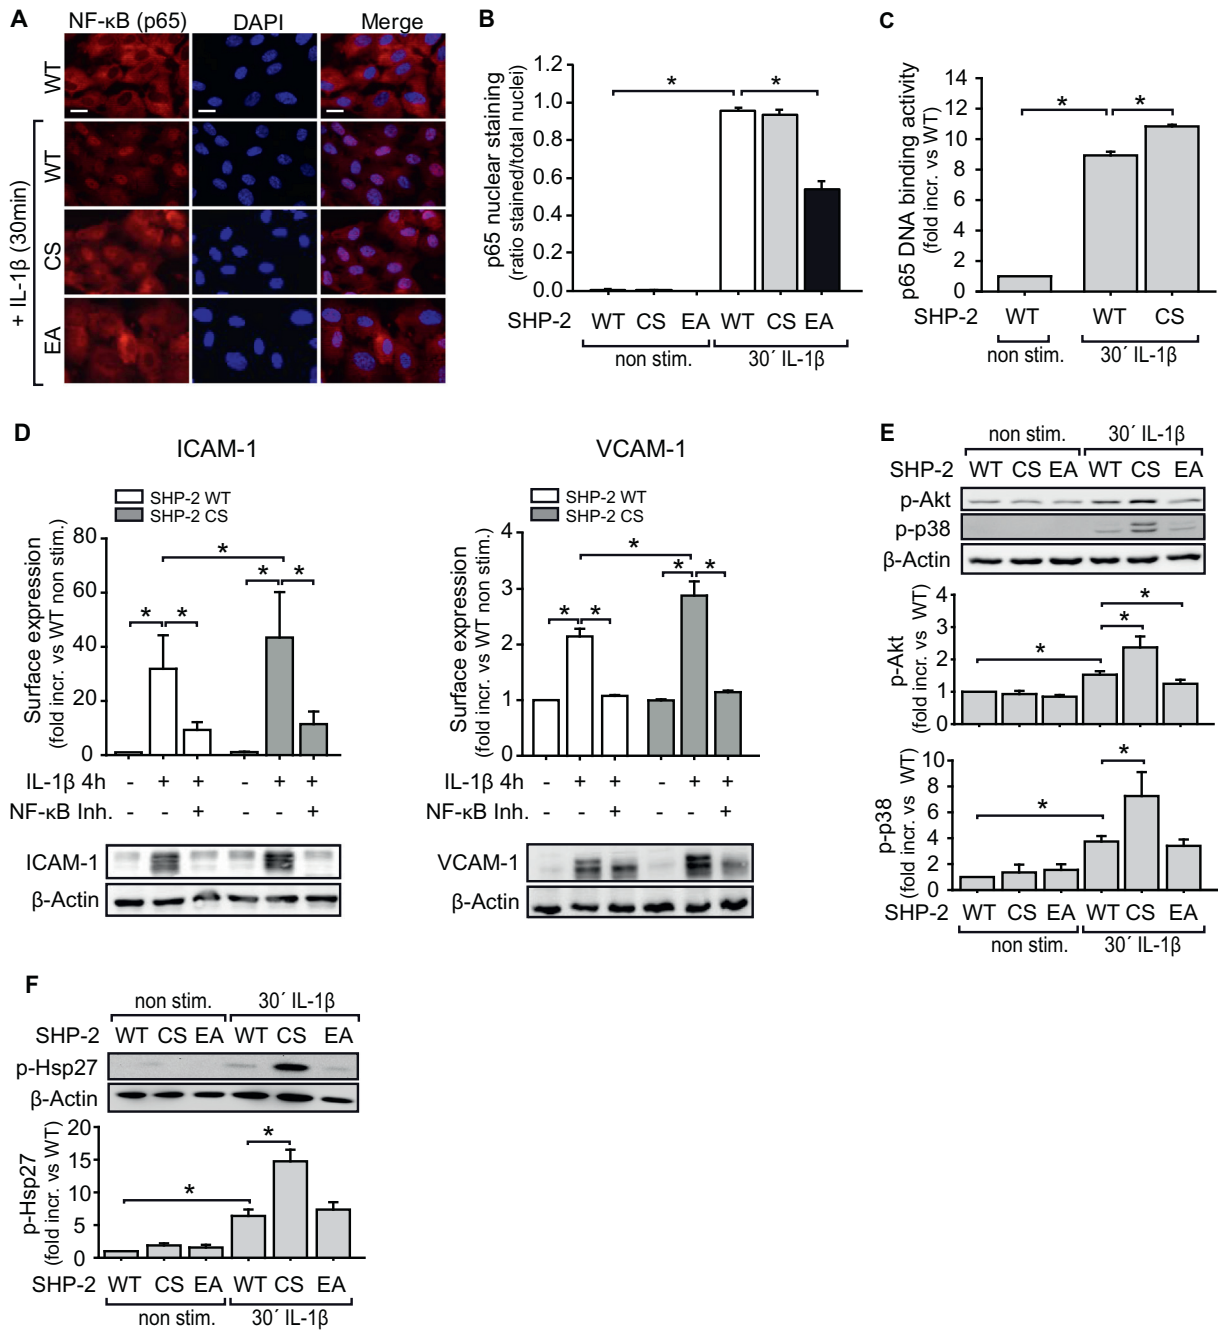 A
NF-κB (p65) DAPI Merge
WT
+ IL-1β (30min)
WT
CS
EA
B
p65 nuclear staining
(ratio stained/total nuclei)
1.2
1.0
0.8
0.6
0.4
0.2
0.0
* *
SHP-2 WT CS EA WT CS EA
non stim. 30´ IL-1β
C
p65 DNA binding activity
(fold incr. vs WT)
14
12
10
8
6
4
2
0
* *
SHP-2 WT WT CS
non stim. 30´ IL-1β
D
ICAM-1
SHP-2 WT
SHP-2 CS
Surface expression
(fold incr. vs WT non stim.)
80
60
40
20
0
*
* *
* *
IL-1β 4h - + + - + +
NF-κB Inh. + +
ICAM-1
β-Actin
VCAM-1
SHP-2 WT
SHP-2 CS
Surface expression
(fold incr. vs WT non stim.)
4
3
2
1
0
*
* *
* *
IL-1β 4h - + + - + +
NF-κB Inh. + +
VCAM-1
β-Actin
E
non stim. 30´ IL-1β
SHP-2 WT CS EA WT CS EA
p-Akt
p-p38
β-Actin
p-Akt
(fold incr. vs WT)
4
3
2
1
0
*
*
*
p-p38
(fold incr. vs WT)
10
8
6
4
2
0
*
*
SHP-2 WT CS EA WT CS EA
non stim. 30´ IL-1β
F
non stim. 30´ IL-1β
SHP-2 WT CS EA WT CS EA
p-Hsp27
β-Actin
p-Hsp27
(fold incr. vs WT)
20
15
10
5
0
*
*
SHP-2 WT CS EA WT CS EA
non stim. 30´ IL-1β